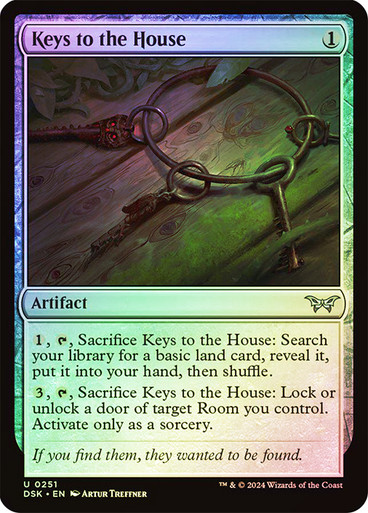 Keys to the House 1
Artifact
1, , Sacrifice Keys to the House: Search
your library for a basic land card, reveal it,
put it into your hand, then shuffle.
3, , Sacrifice Keys to the House: Lock or
unlock a door of target Room you control.
Activate only as a sorcery.
If you find them, they wanted to be found.
U 0251
DSK • EN Artur Treffner
™ & © 2024 Wizards of the Coast